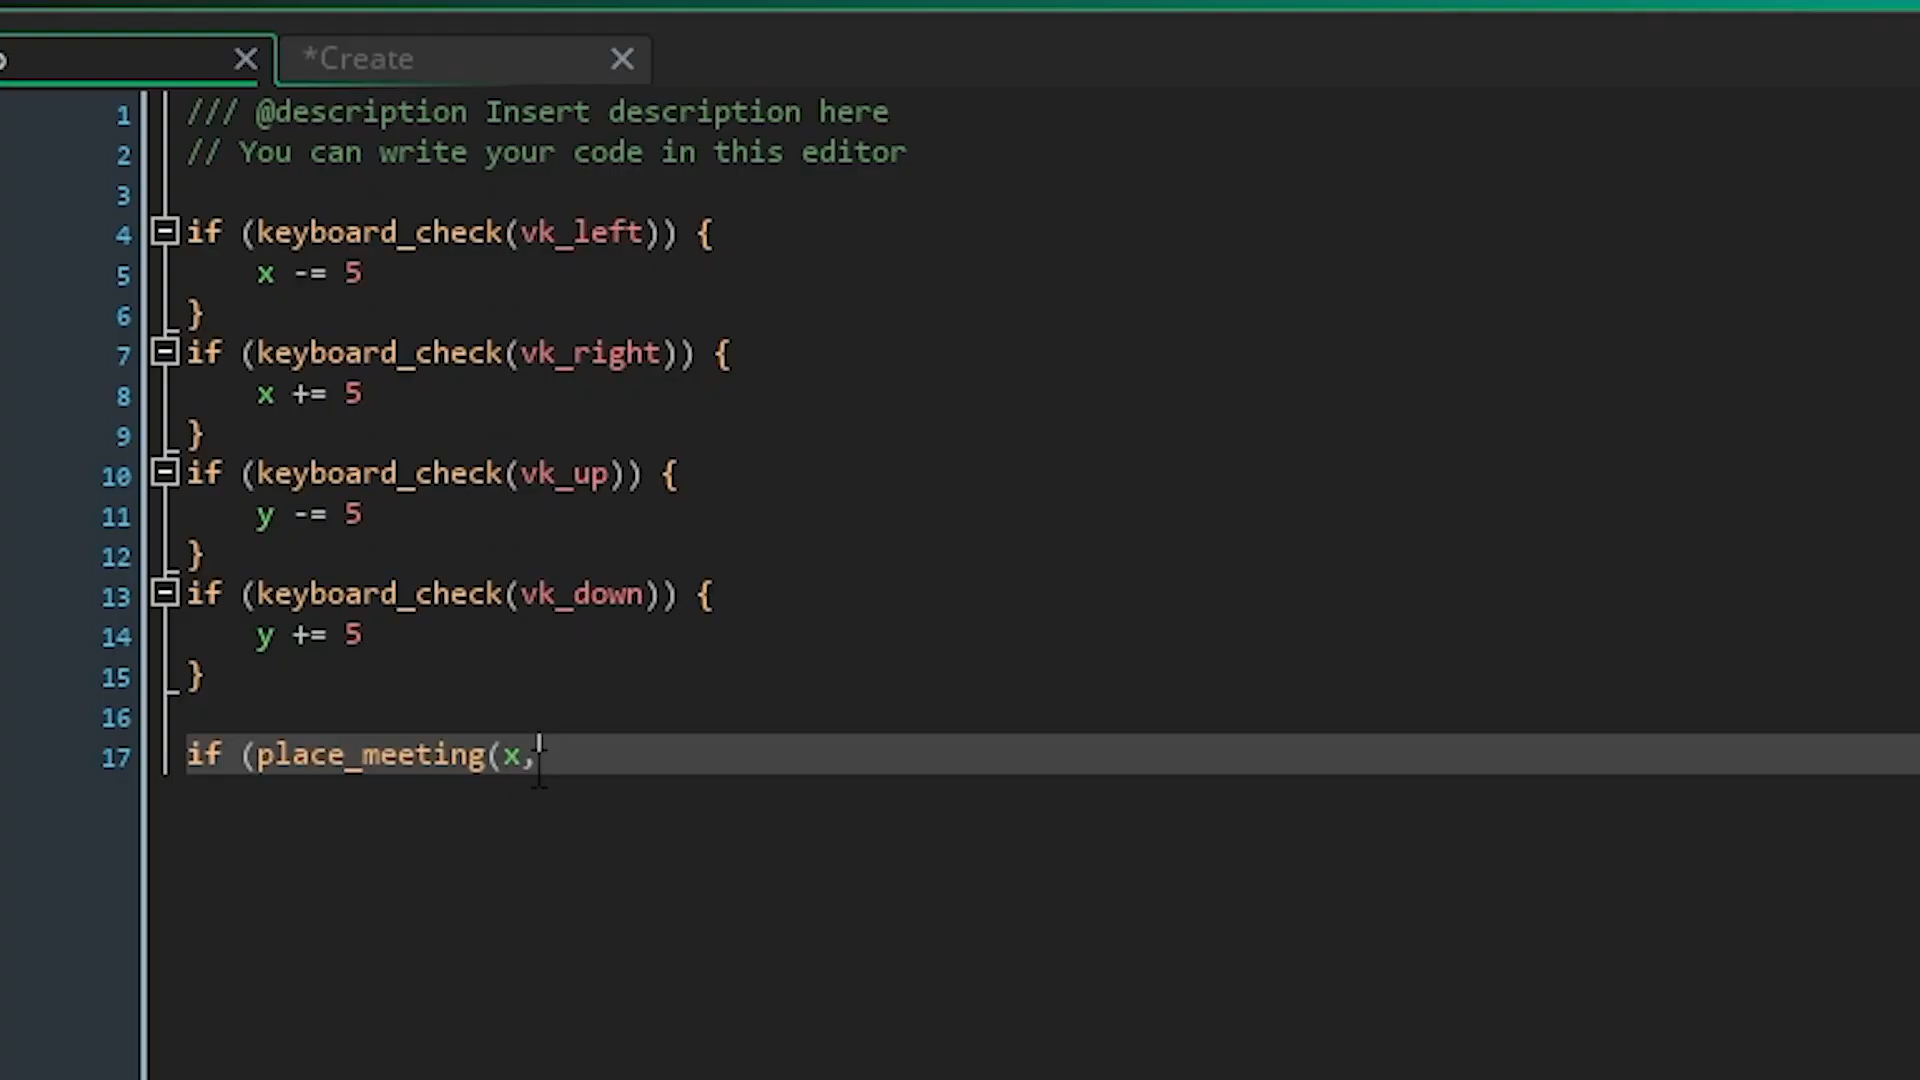 *Create
1 /// @description Insert description here
2 // You can write your code in this editor
3
4 if (keyboard_check(vk_left)) {
5 x -= 5
6 }
7 if (keyboard_check(vk_right)) {
8 x += 5
9 }
10 if (keyboard_check(vk_up)) {
11 y -= 5
12 }
13 if (keyboard_check(vk_down)) {
14 y += 5
15 }
16
17 if (place_meeting(x,